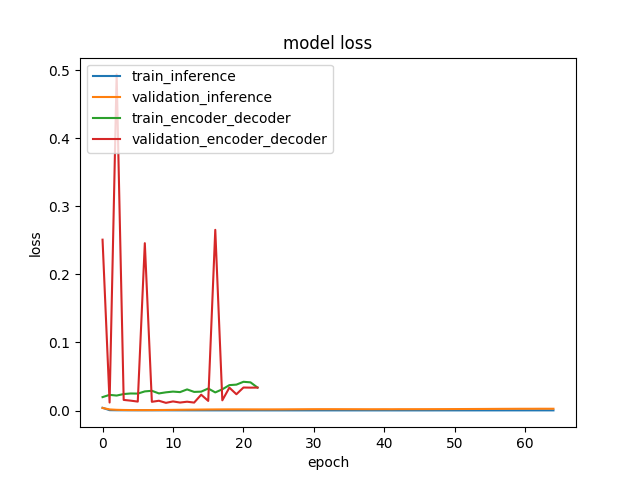 model loss
train_inference
validation_inference
train_encoder_decoder
validation_encoder_decoder
loss
0.5
0.4
0.3
0.2
0.1
0.0
0 10 20 30 40 50 60
epoch